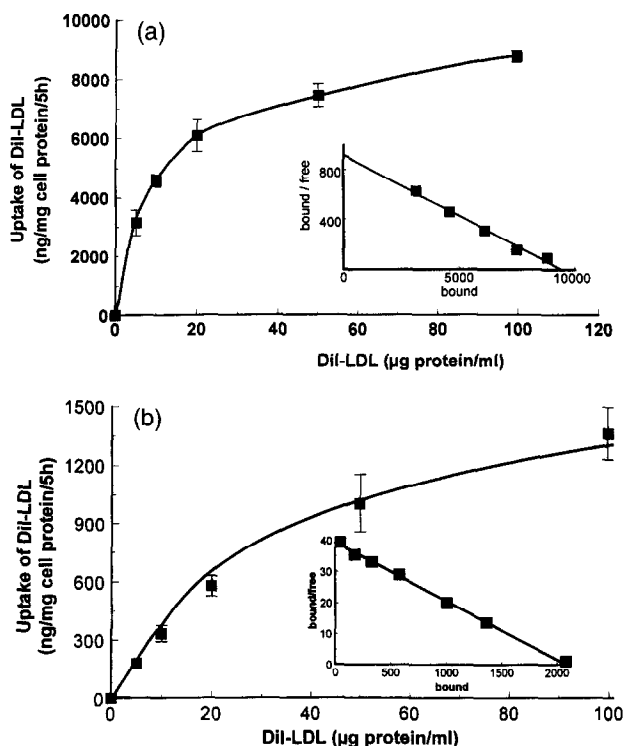 (a)
10000
8000
6000
4000
2000
0
Uptake of DiI-LDL
(ng/mg cell protein/5h)
0 20 40 60 80 100 120
DiI-LDL (µg protein/ml)
800
400
bound / free
0 5000 10000
bound
(b)
1500
1200
900
600
300
0
Uptake of DiI-LDL
(ng/mg cell protein/5h)
0 20 40 60 80 100
DiI-LDL (µg protein/ml)
40
30
20
10
0
bound/free
0 500 1000 1500 2000
bound